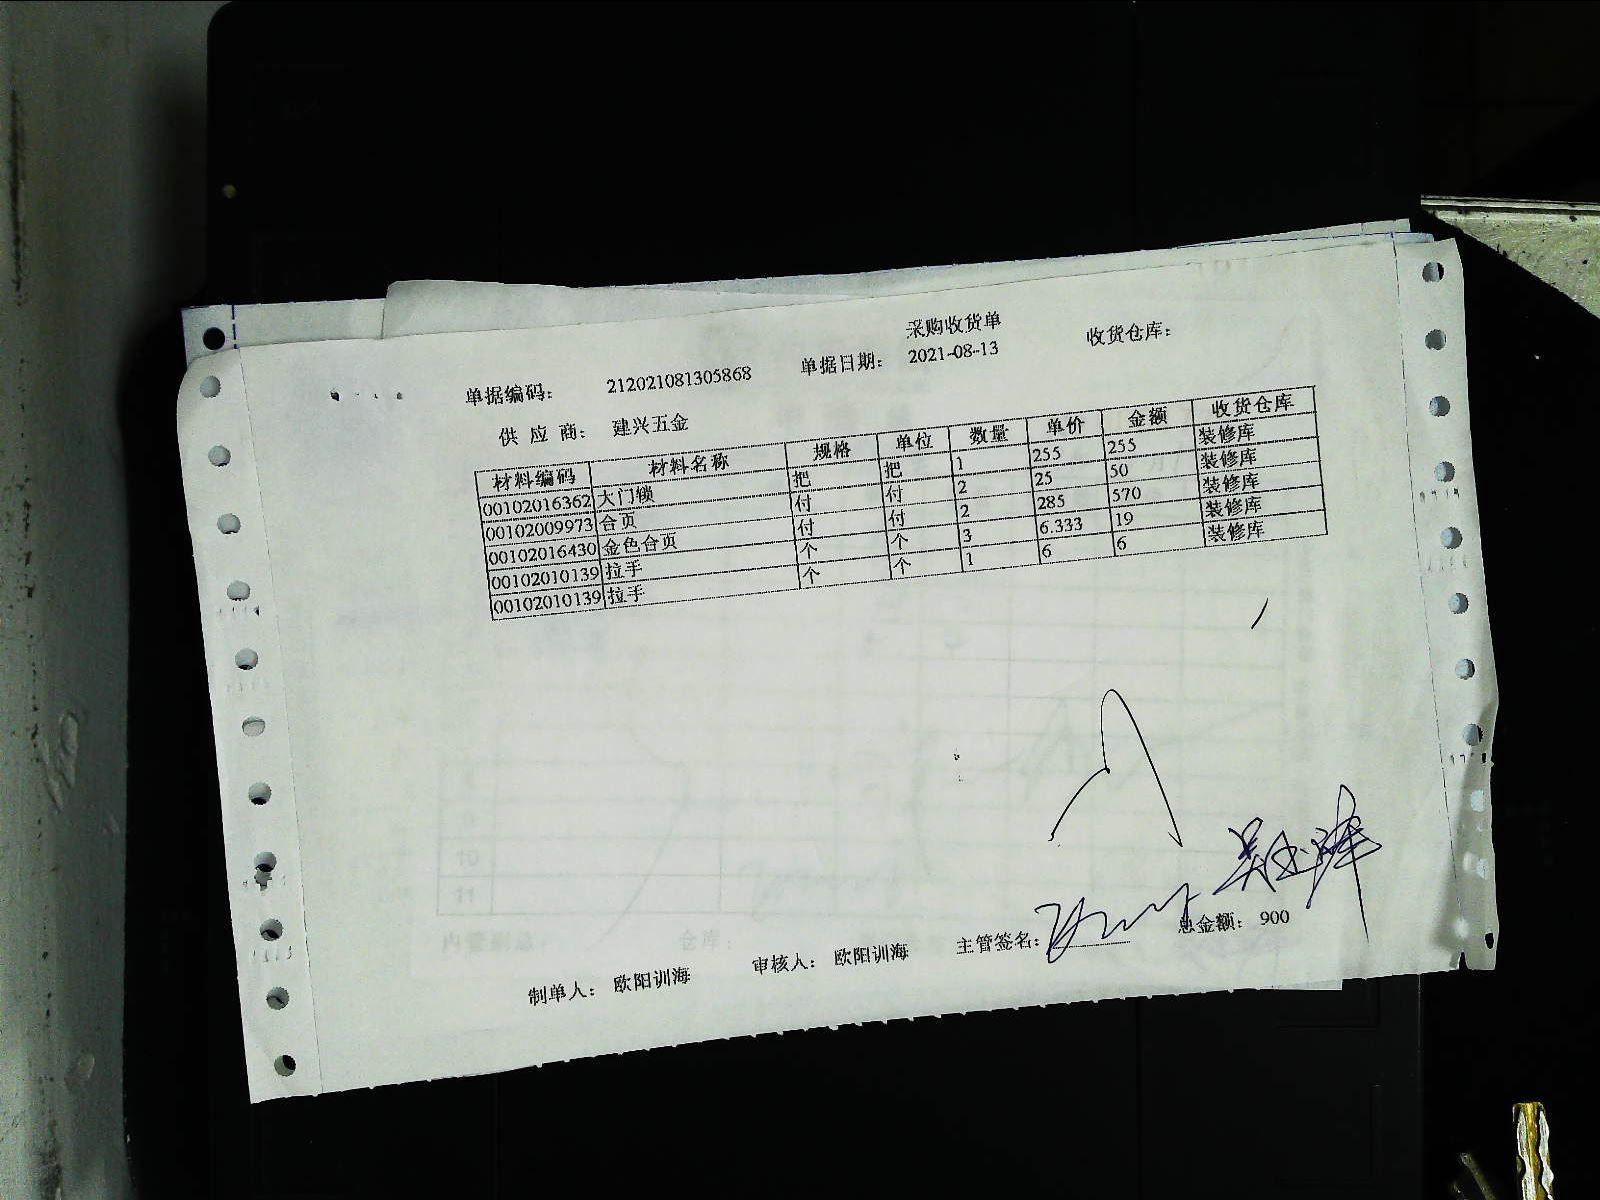 采购收货单
单据编码: 212021081305868 单据日期: 2021-08-13 收货仓库:
供 应 商: 建兴五金
材料编码 材料名称 规格 单位 数量 单价 金额 收货仓库
00102016362 大门锁 把 把 1 255 255 装修库
00102009973 合页 付 付 2 25 50 装修库
00102016430 金色合页 付 付 2 285 570 装修库
00102010139 拉手 个 个 3 6.333 19 装修库
00102010139 拉手 个 个 1 6 6 装修库
10
11
制单人: 欧阳训海 审核人: 欧阳训海 主管签名: 总金额: 900